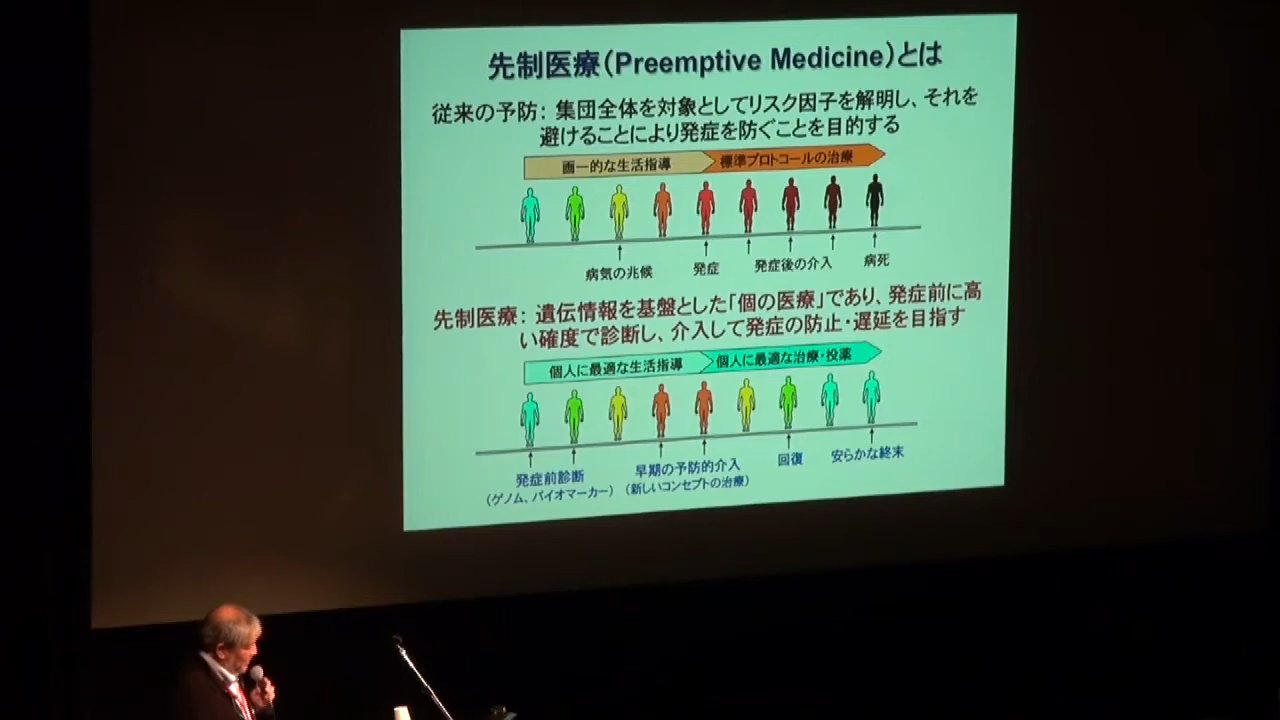 先制医療（Preemptive Medicine）とは
従来の予防： 集団全体を対象としてリスク因子を解明し、それを
避けることにより発症を防ぐことを目的する
画一的な生活指導 標準プロトコールの治療
病気の兆候 発症 発症後の介入 病死
先制医療： 遺伝情報を基盤とした「個の医療」であり、発症前に高
い確度で診断し、介入して発症の防止・遅延を目指す
個人に最適な生活指導 個人に最適な治療・投薬
発症前診断 早期の予防的介入 回復 安らかな終末
（ゲノム、バイオマーカー） （新しいコンセプトの治療）